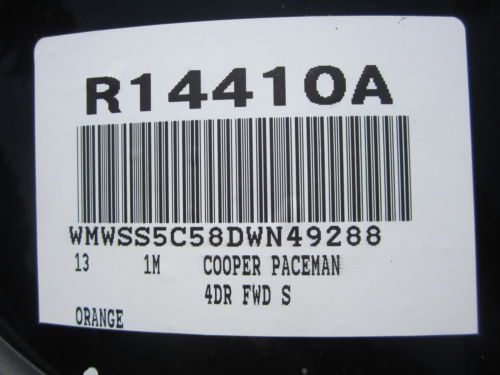 R14410A
WMWSS5C58DWN49288
13 1M COOPER PACEMAN
4DR FWD S
ORANGE